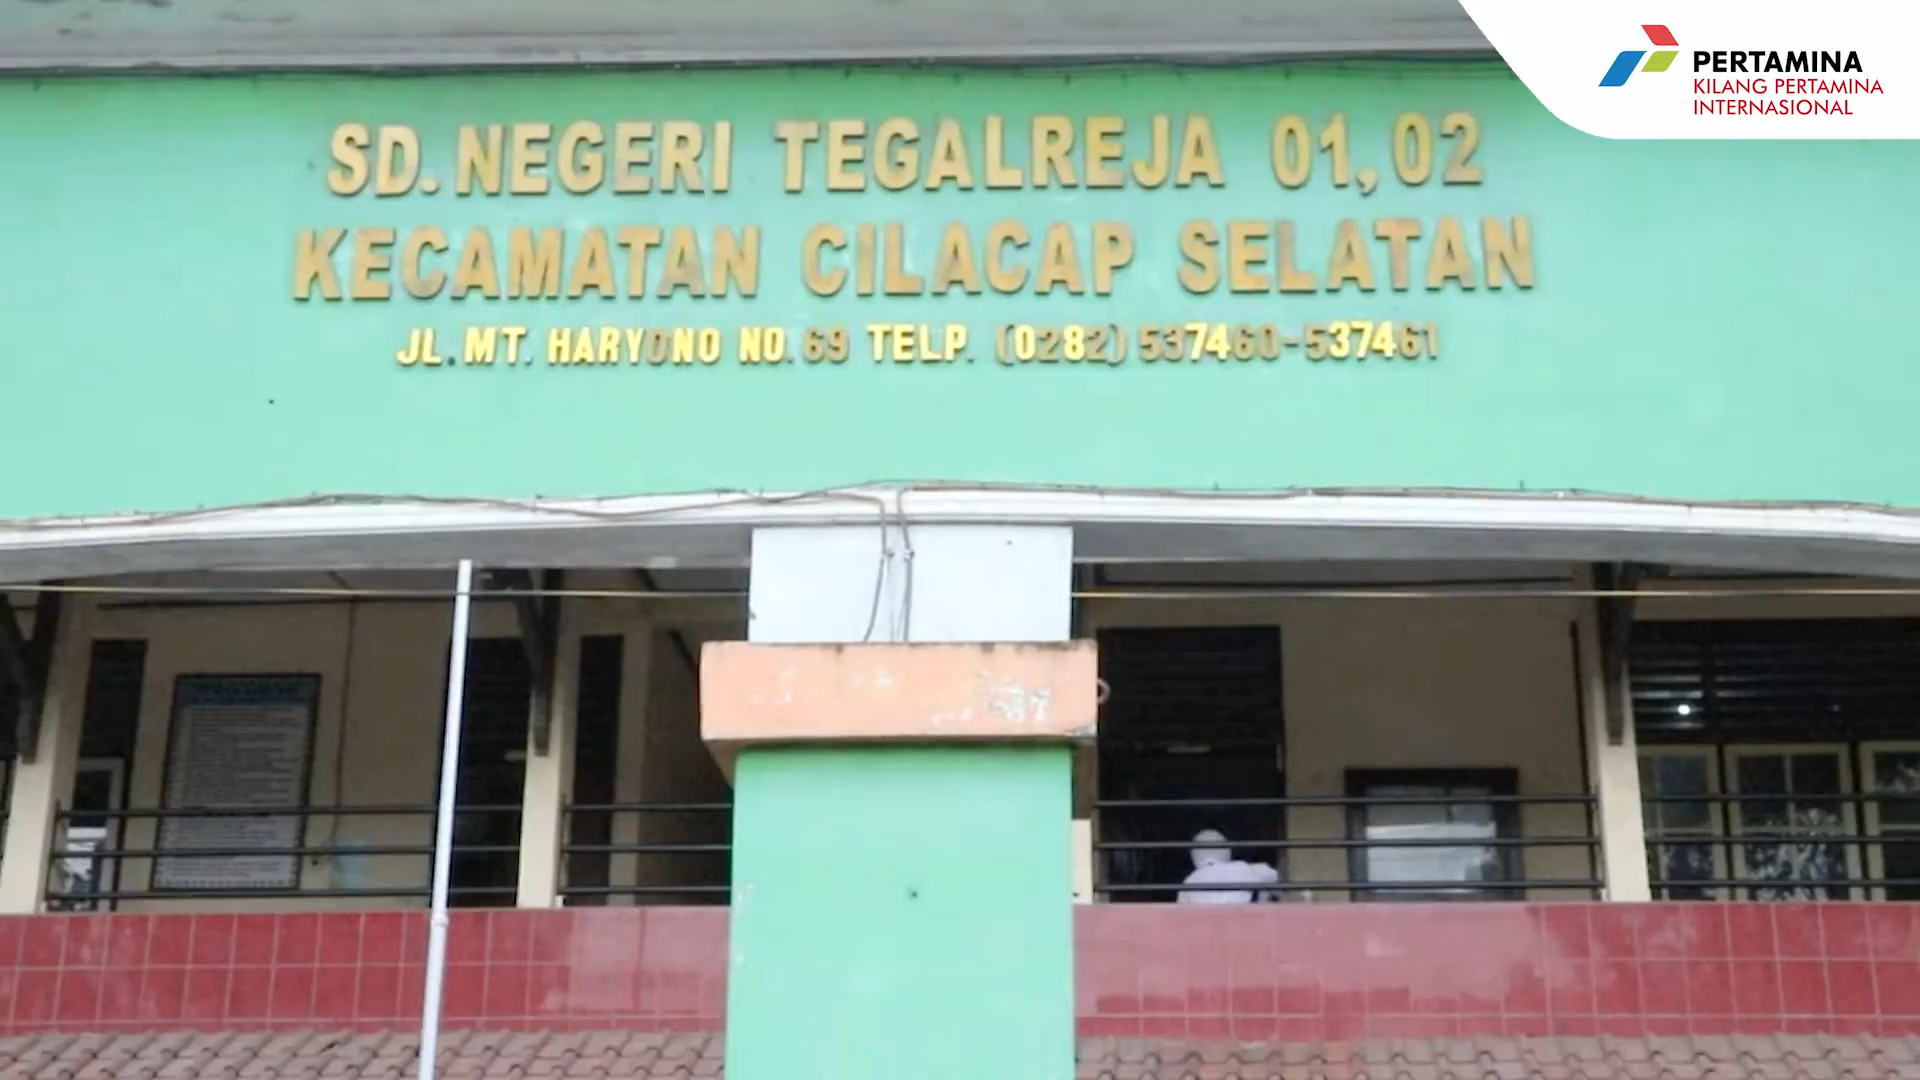 PERTAMINA
KILANG PERTAMINA
INTERNASIONAL
SD. NEGERI TEGALREJA 01, 02
KECAMATAN CILACAP SELATAN
JL. MT. HARYONO NO. 69 TELP. (0282) 537460-537461